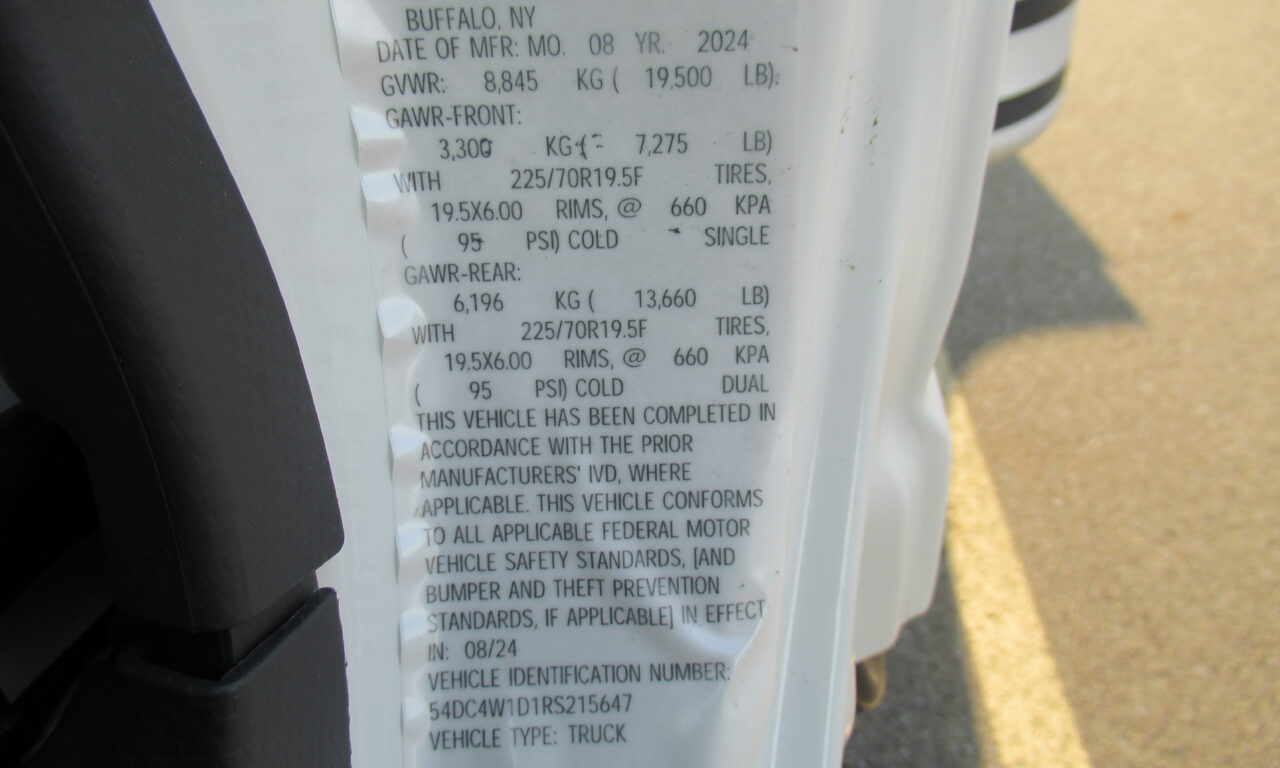 BUFFALO, NY
DATE OF MFR: MO. 08 YR. 2024
GVWR: 8,845 KG ( 19,500 LB):
GAWR-FRONT:
3,300 KG ( 7,275 LB)
WITH 225/70R19.5F TIRES,
19.5X6.00 RIMS, @ 660 KPA
( 95 PSI) COLD SINGLE
GAWR-REAR:
6,196 KG ( 13,660 LB)
WITH 225/70R19.5F TIRES,
19.5X6.00 RIMS, @ 660 KPA
( 95 PSI) COLD DUAL
THIS VEHICLE HAS BEEN COMPLETED IN
ACCORDANCE WITH THE PRIOR
MANUFACTURERS' IVD, WHERE
APPLICABLE. THIS VEHICLE CONFORMS
TO ALL APPLICABLE FEDERAL MOTOR
VEHICLE SAFETY STANDARDS, [AND
BUMPER AND THEFT PREVENTION
STANDARDS, IF APPLICABLE] IN EFFECT
IN: 08/24
VEHICLE IDENTIFICATION NUMBER:
54DC4W1D1RS215647
VEHICLE TYPE: TRUCK